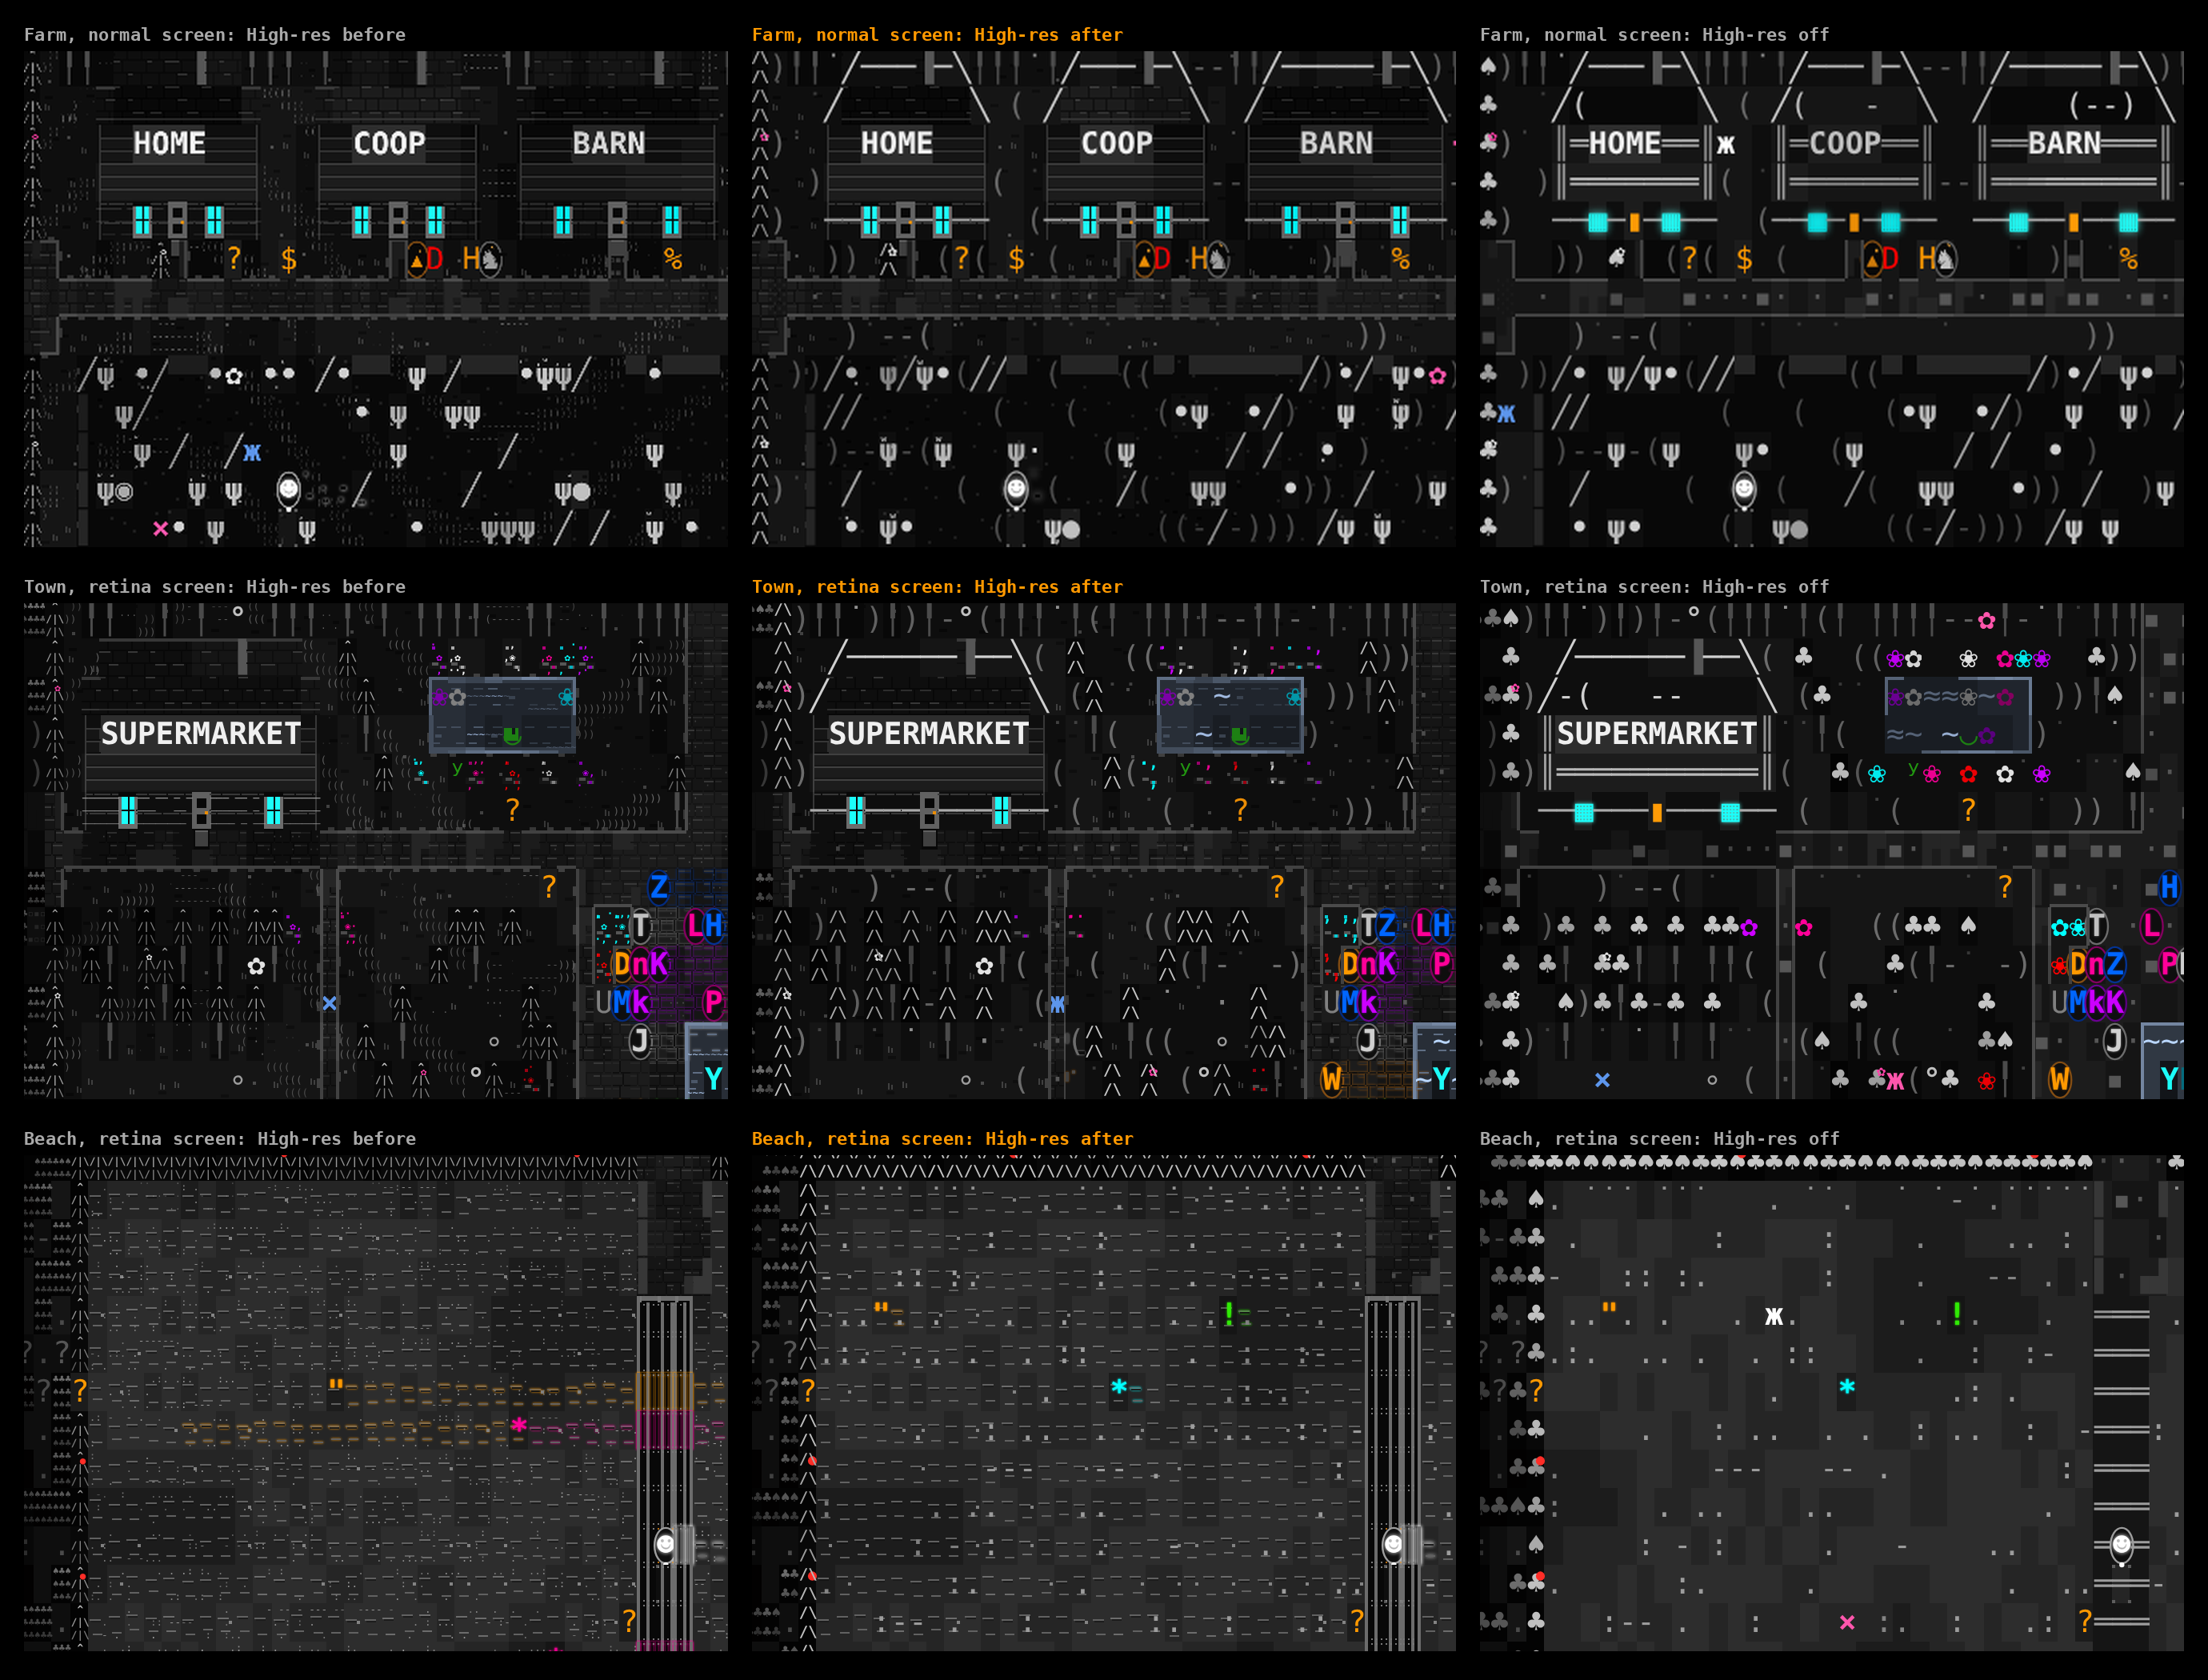 Farm, normal screen: High-res before
Farm, normal screen: High-res after
Farm, normal screen: High-res off
HOME COOP BARN
HOME COOP BARN
HOME COOP BARN
? $ D H %
? $ D H %
? $ D H %
Town, retina screen: High-res before
Town, retina screen: High-res after
Town, retina screen: High-res off
SUPERMARKET
SUPERMARKET
SUPERMARKET
y
y
y
?
?
?
? Z
?
? H
T L H
T Z L H
T L
D n K
D n K P
D n Z P
U M k P
U M k
U M k K
J
J
J
Y
W Y
W Y
Beach, retina screen: High-res before
Beach, retina screen: High-res after
Beach, retina screen: High-res off